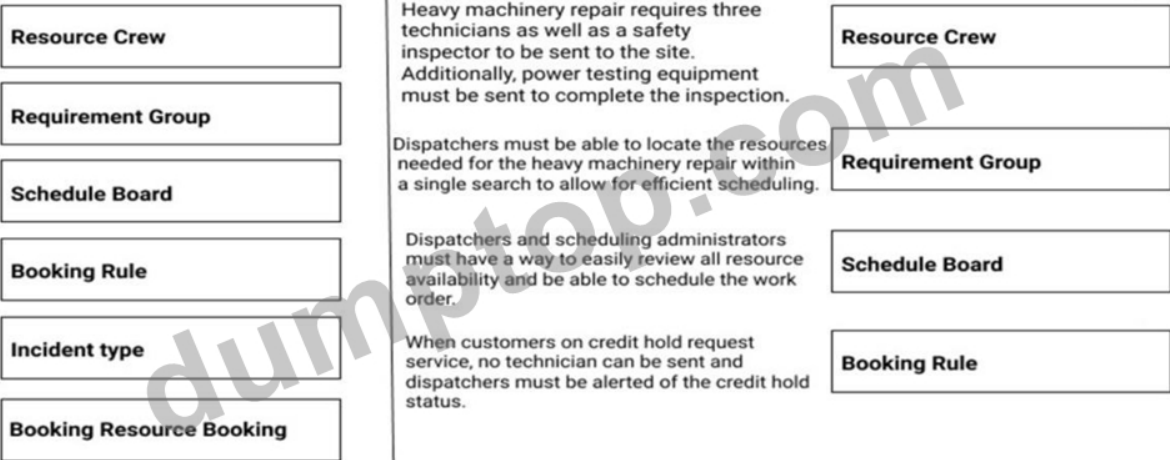 Resource Crew
Requirement Group
Schedule Board
Booking Rule
Incident type
Booking Resource Booking
Heavy machinery repair requires three
technicians as well as a safety
inspector to be sent to the site.
Additionally, power testing equipment
must be sent to complete the inspection.
Dispatchers must be able to locate the resources
needed for the heavy machinery repair within
a single search to allow for efficient scheduling.
Dispatchers and scheduling administrators
must have a way to easily review all resource
availability and be able to schedule the work
order.
When customers on credit hold request
service, no technician can be sent and
dispatchers must be alerted of the credit hold
status.
Resource Crew
Requirement Group
Schedule Board
Booking Rule
dumptop.com